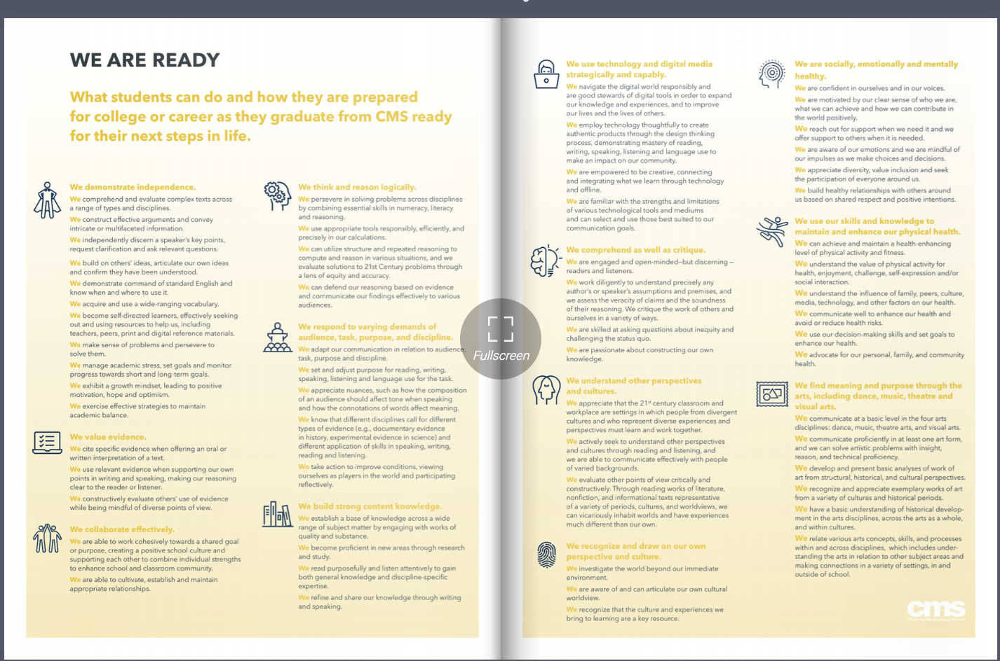 WE ARE READY
What students can do and how they are prepared
for college or career as they graduate from CMS ready
for their next steps in life.
We demonstrate independence.
We comprehend and evaluate complex texts across
a range of types and disciplines.
We construct effective arguments and convey
intricate or multifaceted information.
We independently discern a speaker's key points,
request clarification and ask relevant questions.
We build on others' ideas, articulate our own ideas
and confirm they have been understood.
We demonstrate command of standard English and
know when and where to use it.
We acquire and use a wide-ranging vocabulary.
We become self-directed learners, effectively seeking
out and using resources to help us, including
teachers, peers, print and digital reference materials.
We make sense of problems and persevere to
solve them.
We manage academic stress, set goals and monitor
progress towards short and long-term goals.
We exhibit a growth mindset, leading to positive
motivation, hope and optimism.
We exercise effective strategies to maintain
academic balance.
We value evidence.
We cite specific evidence when offering an oral or
written interpretation of a text.
We use relevant evidence when supporting our own
points in writing and speaking, making our reasoning
clear to the reader or listener.
We constructively evaluate others' use of evidence
while being mindful of diverse points of view.
We collaborate effectively.
We are able to work cohesively towards a shared goal
or purpose, creating a positive school culture and
supporting each other to combine individual strengths
to enhance school and classroom community.
We are able to cultivate, establish and maintain
appropriate relationships.
We think and reason logically.
We persevere in solving problems across disciplines
by combining essential skills in numeracy, literacy
and reasoning.
We use appropriate tools responsibly, efficiently, and
precisely in our calculations.
We can utilize structure and repeated reasoning to
compute and reason in various situations, and we
evaluate solutions to 21st Century problems through
a lens of equity and accuracy.
We can defend our reasoning based on evidence
and communicate our findings effectively to various
audiences.
We respond to varying demands of
audience, task, purpose, and discipline.
We adapt our communication in relation to audience,
task, purpose and discipline.
We set and adjust purpose for reading, writing,
speaking, listening and language use for the task.
We appreciate nuances, such as how the composition
of an audience should affect tone when speaking
and how the connotations of words affect meaning.
We know that different disciplines call for different
types of evidence (e.g., documentary evidence
in history, experimental evidence in science) and
different application of skills in speaking, writing,
reading and listening.
We take action to improve conditions, viewing
ourselves as players in the world and participating
reflectively.
We build strong content knowledge.
We establish a base of knowledge across a wide
range of subject matter by engaging with works of
quality and substance.
We become proficient in new areas through research
and study.
We read purposefully and listen attentively to gain
both general knowledge and discipline-specific
expertise.
We refine and share our knowledge through writing
and speaking.
Fullscreen
We use technology and digital media
strategically and capably.
We navigate the digital world responsibly and
are good stewards of digital tools in order to expand
our knowledge and experiences, and to improve
our lives and the lives of others.
We employ technology thoughtfully to create
authentic products through the design thinking
process, demonstrating mastery of reading,
writing, speaking, listening and language use to
make an impact on our community.
We are empowered to be creative, connecting
and integrating what we learn through technology
and offline.
We are familiar with the strengths and limitations
of various technological tools and mediums
and can select and use those best suited to our
communication goals.
We comprehend as well as critique.
We are engaged and open-minded—but discerning —
readers and listeners.
We work diligently to understand precisely any
author's or speaker's assumptions and premises, and
we assess the veracity of claims and the soundness
of their reasoning. We critique the work of others and
ourselves in a variety of ways.
We are skilled at asking questions about inequity and
challenging the status quo.
We are passionate about constructing our own
knowledge.
We understand other perspectives
and cultures.
We appreciate that the 21st century classroom and
workplace are settings in which people from divergent
cultures and who represent diverse experiences and
perspectives must learn and work together.
We actively seek to understand other perspectives
and cultures through reading and listening, and
we are able to communicate effectively with people
of varied backgrounds.
We evaluate other points of view critically and
constructively. Through reading works of literature,
nonfiction, and informational texts representative
of a variety of periods, cultures, and worldviews, we
can vicariously inhabit worlds and have experiences
much different than our own.
We recognize and draw on our own
perspective and culture.
We investigate the world beyond our immediate
environment.
We are aware of and can articulate our own cultural
worldview.
We recognize that the culture and experiences we
bring to learning are a key resource.
We are socially, emotionally and mentally
healthy.
We are confident in ourselves and in our voices.
We are motivated by our clear sense of who we are,
what we can achieve and how we can contribute in
the world positively.
We reach out for support when we need it and we
offer support to others when it is needed.
We are aware of our emotions and we are mindful of
our impulses as we make choices and decisions.
We appreciate diversity, value inclusion and seek
the participation of everyone around us.
We build healthy relationships with others around
us based on shared respect and positive intentions.
We use our skills and knowledge to
maintain and enhance our physical health.
We can achieve and maintain a health-enhancing
level of physical activity and fitness.
We understand the value of physical activity for
health, enjoyment, challenge, self-expression and/or
social interaction.
We understand the influence of family, peers, culture,
media, technology, and other factors on our health.
We communicate well to enhance our health and
avoid or reduce health risks.
We use our decision-making skills and set goals to
enhance our health.
We advocate for our personal, family, and community
health.
We find meaning and purpose through the
arts, including dance, music, theatre and
visual arts.
We communicate at a basic level in the four arts
disciplines: dance, music, theatre arts, and visual arts.
We communicate proficiently in at least one art form,
and we can solve artistic problems with insight,
reason, and technical proficiency.
We develop and present basic analyses of work of
art from structural, historical, and cultural perspectives.
We recognize and appreciate exemplary works of art
from a variety of cultures and historical periods.
We have a basic understanding of historical develop-
ment in the arts disciplines, across the arts as a whole,
and within cultures.
We relate various arts concepts, skills, and processes
within and across disciplines, which includes under-
standing the arts in relation to other subject areas and
making connections in a variety of settings, in and
outside of school.
cms